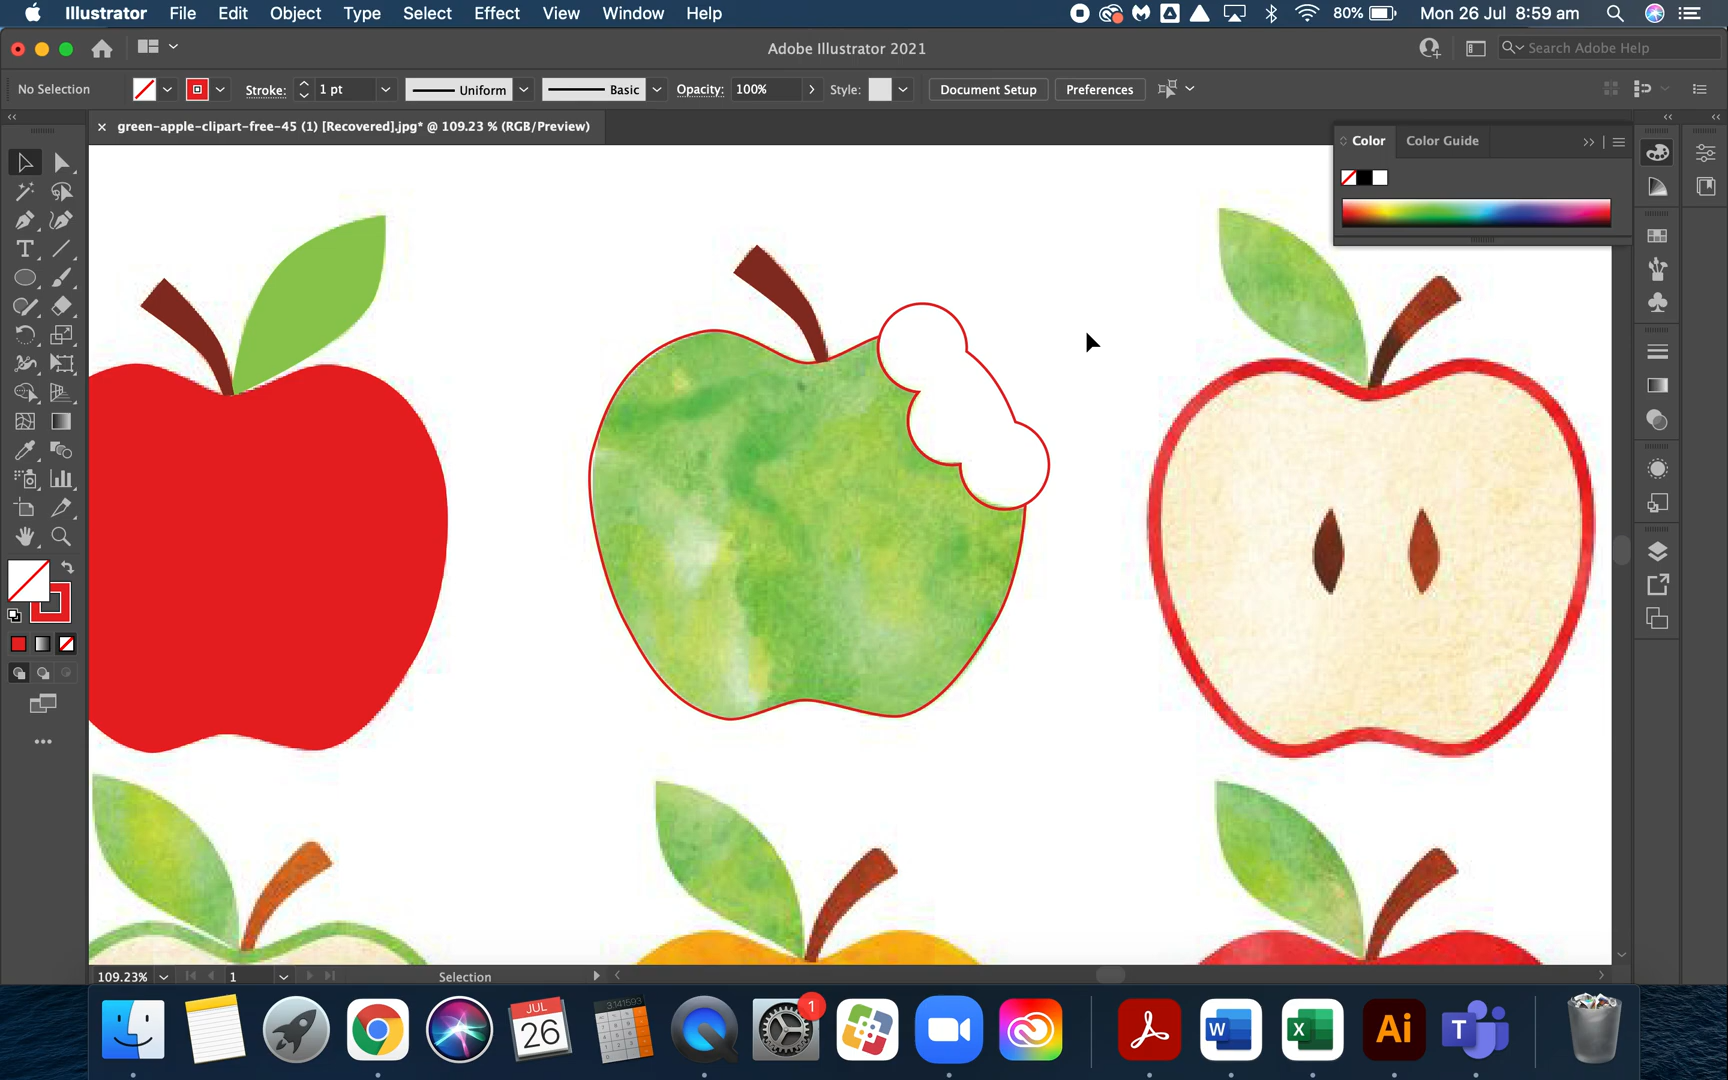 Illustrator File Edit Object Type Select Effect View Window Help 80% Mon 26 Jul 8:59 am
Adobe Illustrator 2021 Search Adobe Help
No Selection Stroke: 1 pt Uniform Basic Opacity: 100% Style: Document Setup Preferences
green-apple-clipart-free-45 (1) [Recovered].jpg* @ 109.23 % (RGB/Preview)
Color Color Guide
109.23% 1 Selection
JUL
26
1
W
X
Ai
T